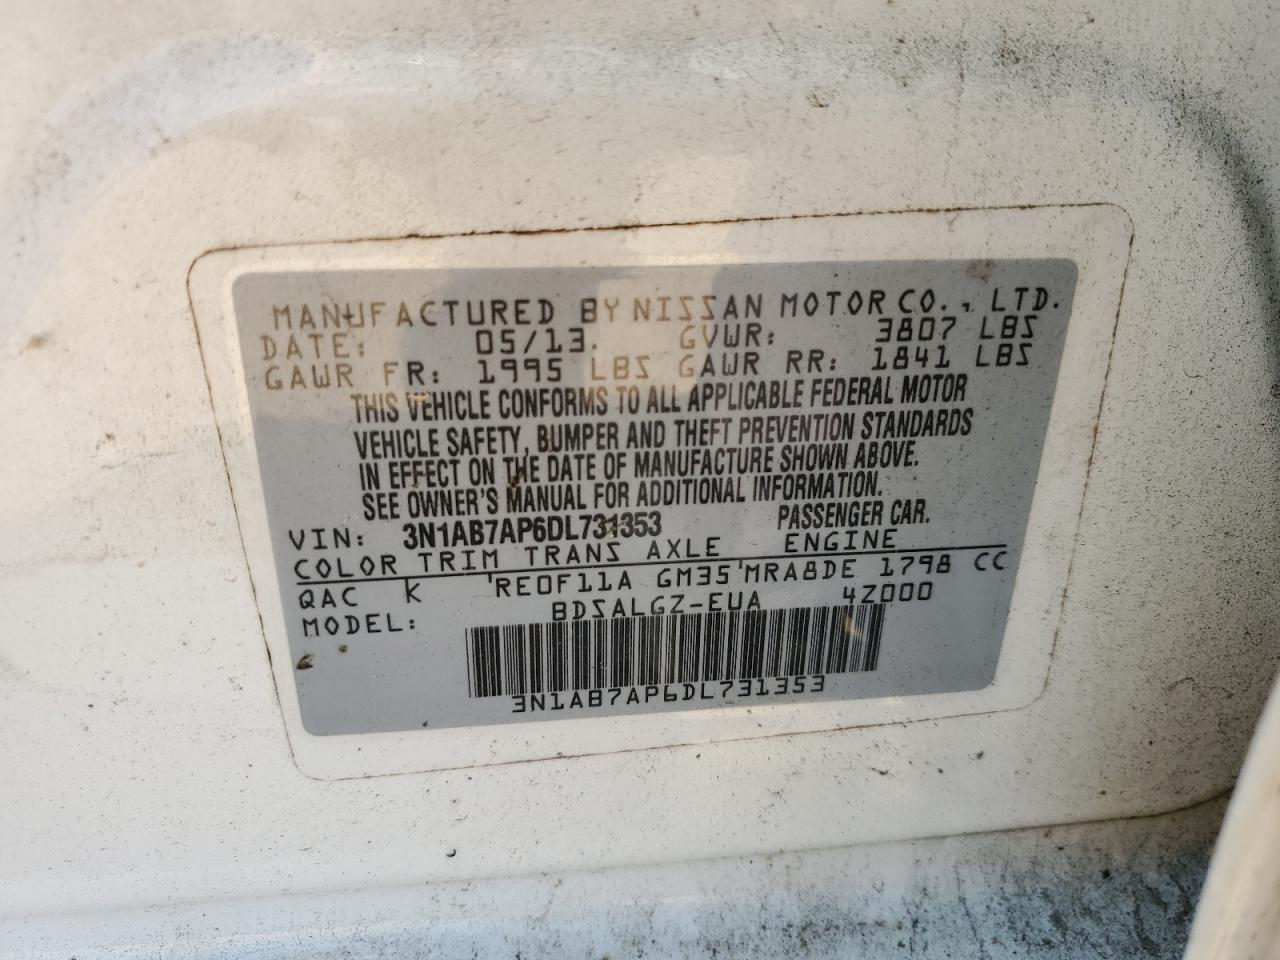 MANUFACTURED BY NISSAN MOTOR CO., LTD.
DATE: 05/13. GVWR: 3807 LBS
GAWR FR: 1995 LBS GAWR RR: 1841 LBS
THIS VEHICLE CONFORMS TO ALL APPLICABLE FEDERAL MOTOR
VEHICLE SAFETY, BUMPER AND THEFT PREVENTION STANDARDS
IN EFFECT ON THE DATE OF MANUFACTURE SHOWN ABOVE.
SEE OWNER'S MANUAL FOR ADDITIONAL INFORMATION.
VIN: 3N1AB7AP6DL731353 PASSENGER CAR.
COLOR TRIM TRANS AXLE ENGINE
QAC K 'RE0F11A GM35'MRA8DE 1798 CC
MODEL: BDSALGZ-EUA 4Z000
3N1AB7AP6DL731353